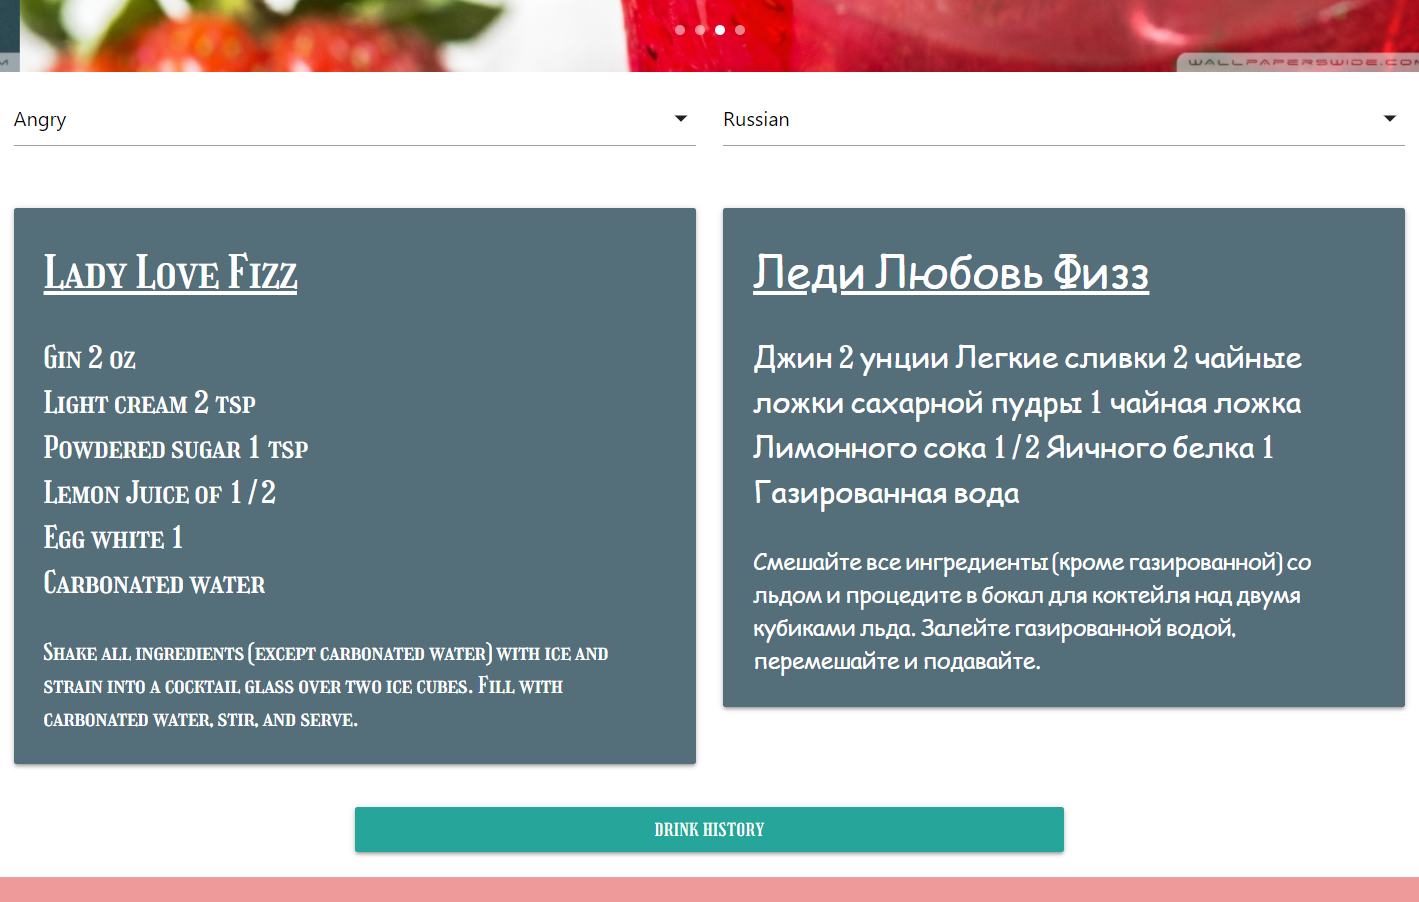 WALLPAPERSWIDE.COM
Angry
Russian
Lady Love Fizz
Gin 2 oz
Light cream 2 tsp
Powdered sugar 1 tsp
Lemon Juice of 1/2
Egg white 1
Carbonated water
Shake all ingredients (except carbonated water) with ice and
strain into a cocktail glass over two ice cubes. Fill with
carbonated water, stir, and serve.
Леди Любовь Физз
Джин 2 унции Легкие сливки 2 чайные
ложки сахарной пудры 1 чайная ложка
Лимонного сока 1/2 Яичного белка 1
Газированная вода
Смешайте все ингредиенты (кроме газированной) со
льдом и процедите в бокал для коктейля над двумя
кубиками льда. Залейте газированной водой,
перемешайте и подавайте.
DRINK HISTORY